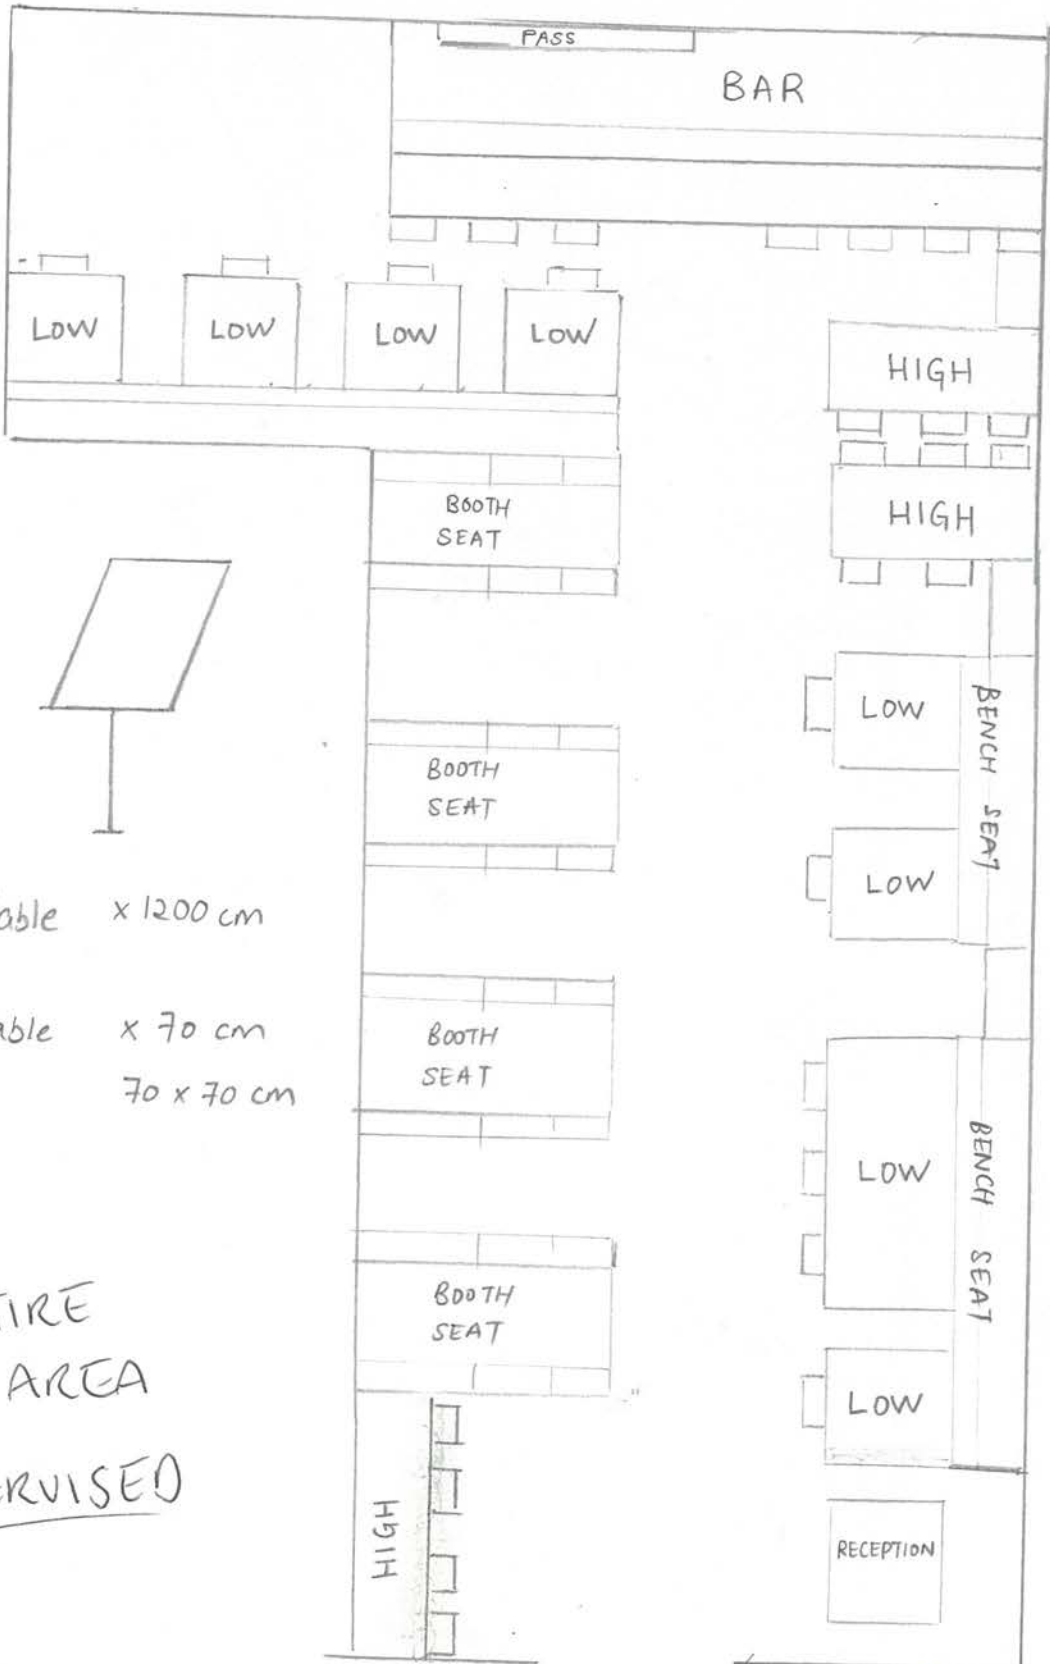 PASS
BAR
LOW
LOW
LOW
LOW
HIGH
HIGH
BOOTH
SEAT
BOOTH
SEAT
BOOTH
SEAT
BOOTH
SEAT
LOW
LOW
BENCH SEAT
LOW
LOW
BENCH SEAT
HIGH
RECEPTION
x 1200 cm
x 70 cm
70 x 70 cm
AREA